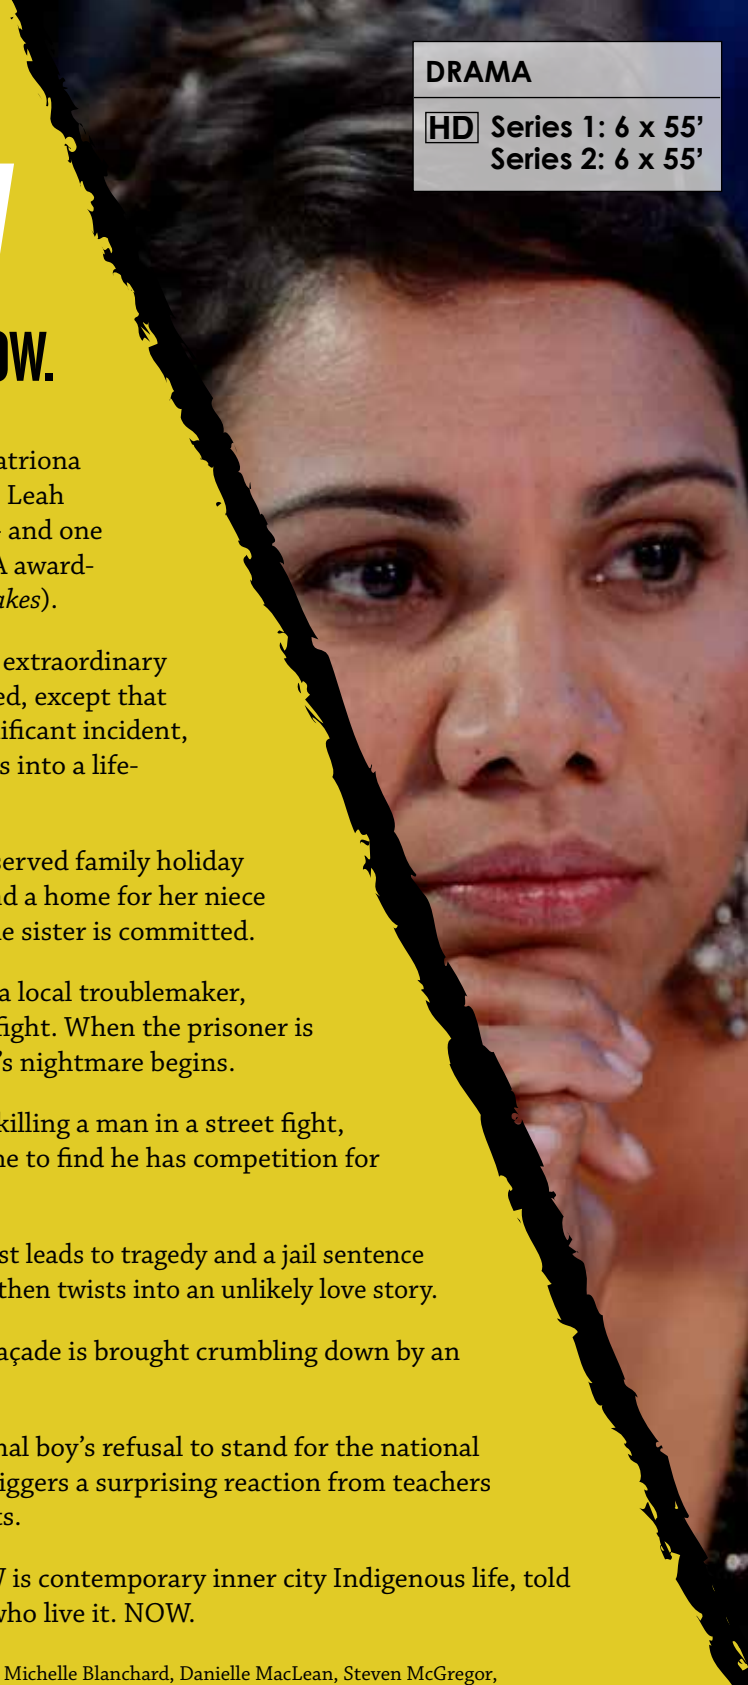 DRAMA
HD Series 1: 6 x 55’
Series 2: 6 x 55’
OW.
atriona
Leah
and one
A award-
akes).
extraordinary
ed, except that
ificant incident,
s into a life-
served family holiday
nd a home for her niece
e sister is committed.
a local troublemaker,
fight. When the prisoner is
’s nightmare begins.
killing a man in a street fight,
me to find he has competition for
st leads to tragedy and a jail sentence
then twists into an unlikely love story.
açade is brought crumbling down by an
nal boy’s refusal to stand for the national
riggers a surprising reaction from teachers
ts.
is contemporary inner city Indigenous life, told
who live it. NOW.
Michelle Blanchard, Danielle MacLean, Steven McGregor,